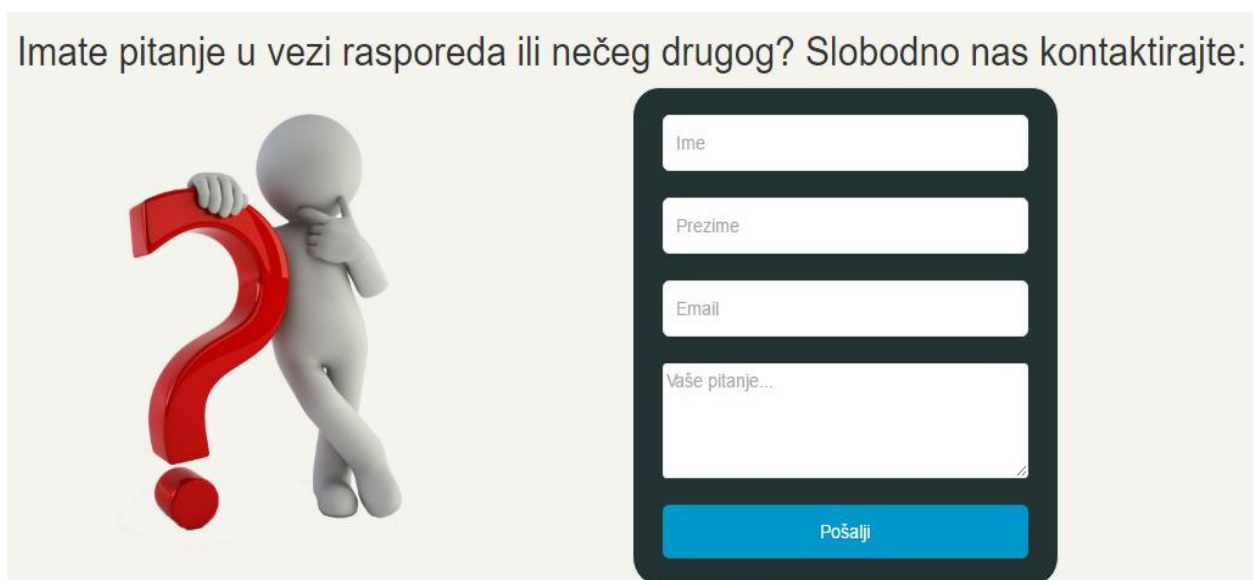 Imate pitanje u vezi rasporeda ili nečeg drugog? Slobodno nas kontaktirajte:
Ime
Prezime
Email
Vaše pitanje...
Pošalji